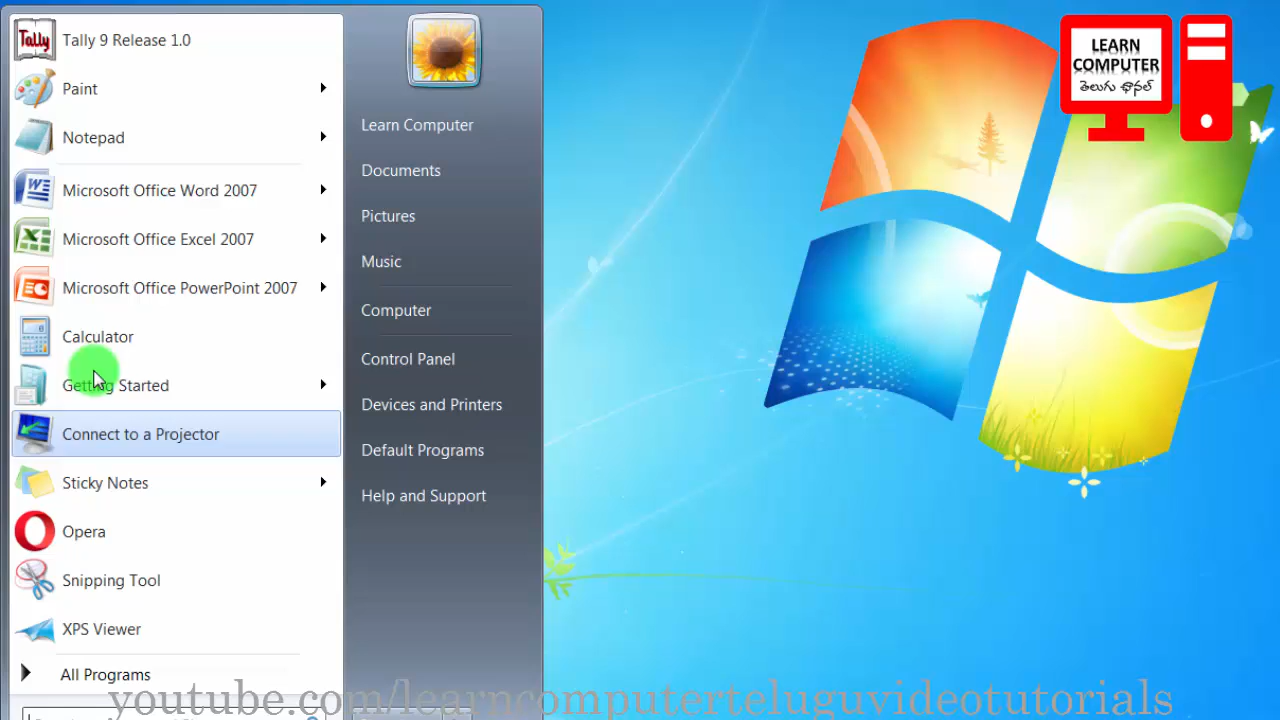 Tally
Tally 9 Release 1.0
Paint
Notepad
Microsoft Office Word 2007
Microsoft Office Excel 2007
Microsoft Office PowerPoint 2007
Calculator
Getting Started
Connect to a Projector
Sticky Notes
Opera
Snipping Tool
XPS Viewer
All Programs
Learn Computer
Documents
Pictures
Music
Computer
Control Panel
Devices and Printers
Default Programs
Help and Support
LEARN
COMPUTER
తెలుగు ఛానల్
youtube.com/learncomputerteluguvideotutorials